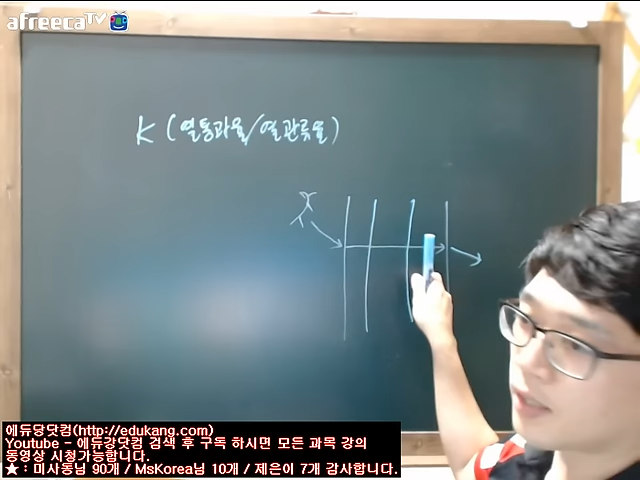 afreecaTV
K (열통과율/열관류율)
에듀강닷컴(http://edukang.com)
Youtube - 에듀강닷컴 검색 후 구독 하시면 모든 과목 강의
동영상 시청가능합니다.
★ : 미사동님 90개 / MsKorea님 10개 / 제은이 7개 감사합니다.